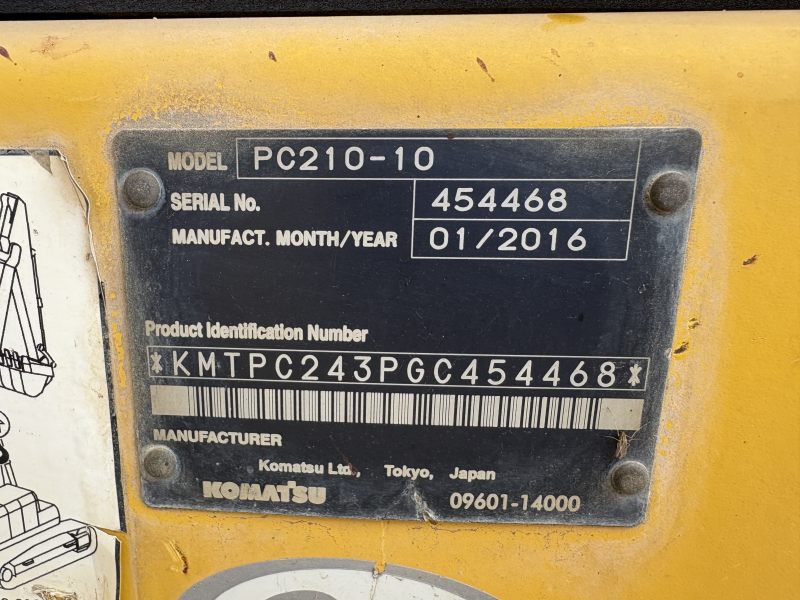 MODEL PC210-10
SERIAL No. 454468
MANUFACT. MONTH/YEAR 01/2016
Product Identification Number
*KMTPC243PGC454468*
MANUFACTURER
Komatsu Ltd., Tokyo, Japan
KOMATSU 09601-14000